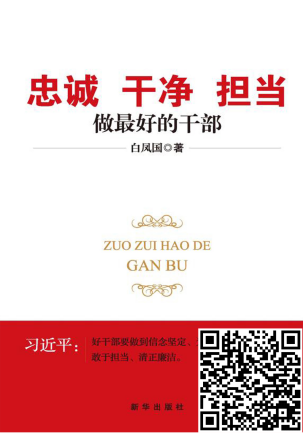 忠诚 干净 担当
做最好的干部
白凤国◎著
ZUO ZUI HAO DE
GAN BU
习近平：
好干部要做到信念坚定、
敢于担当、清正廉洁。
新华出版社